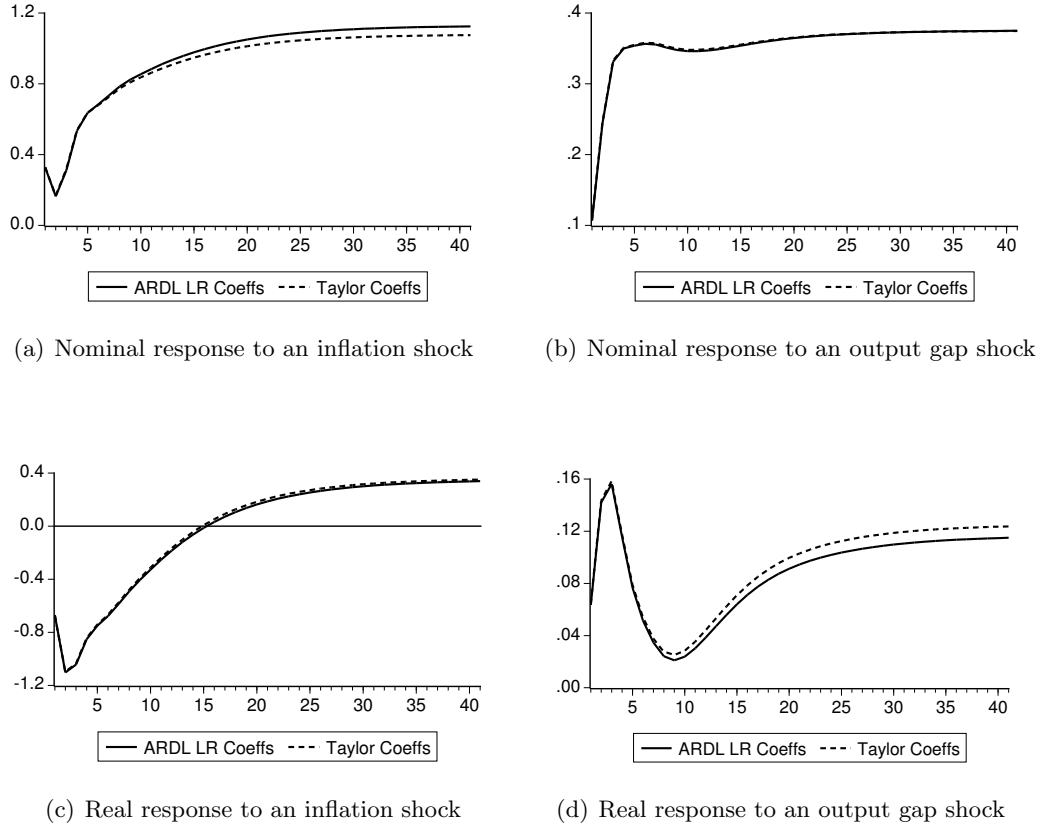 1.2
0.8
0.4
0.0
5 10 15 20 25 30 35 40
ARDL LR Coeffs Taylor Coeffs
(a) Nominal response to an inflation shock
.4
.3
.2
.1
5 10 15 20 25 30 35 40
ARDL LR Coeffs Taylor Coeffs
(b) Nominal response to an output gap shock
0.4
0.0
-0.4
-0.8
-1.2
5 10 15 20 25 30 35 40
ARDL LR Coeffs Taylor Coeffs
(c) Real response to an inflation shock
.16
.12
.08
.04
.00
5 10 15 20 25 30 35 40
ARDL LR Coeffs Taylor Coeffs
(d) Real response to an output gap shock